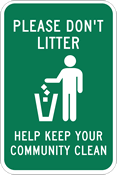 PLEASE DON'T
LITTER
HELP KEEP YOUR
COMMUNITY CLEAN